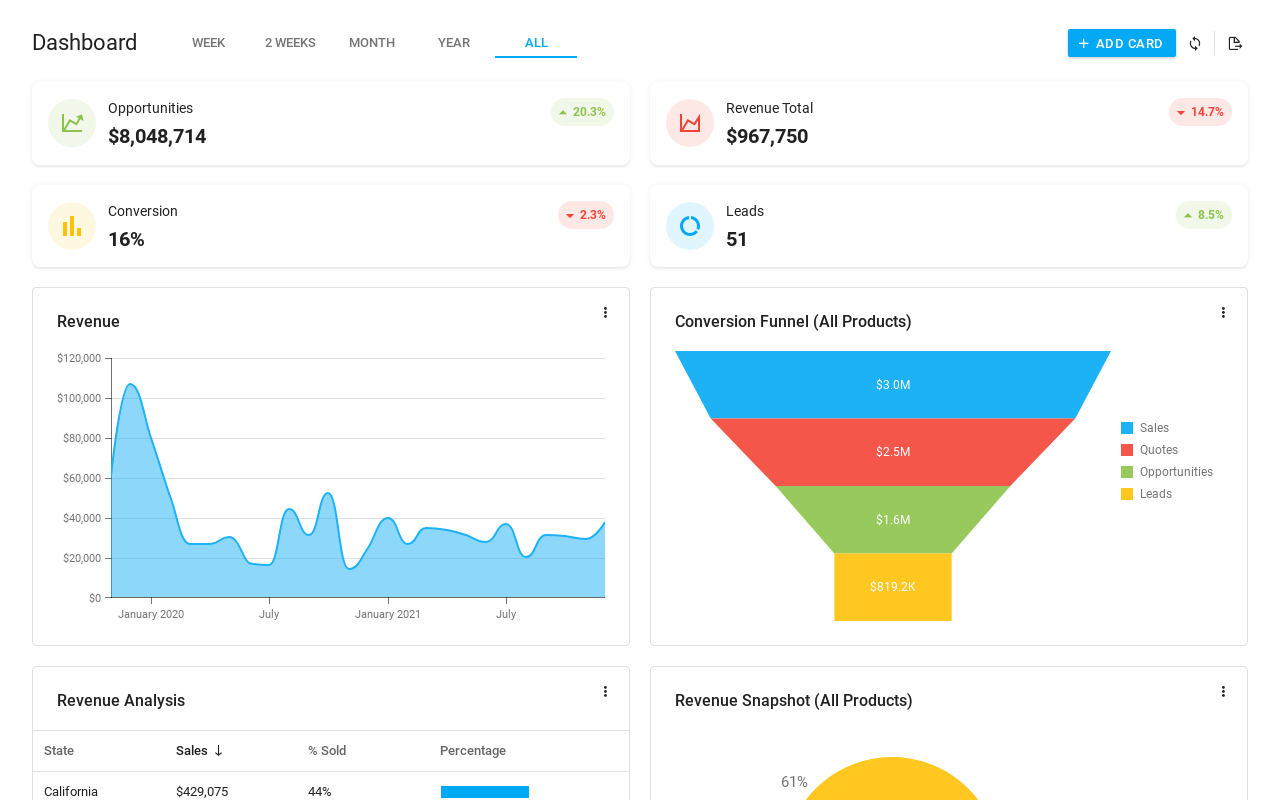 Dashboard WEEK 2 WEEKS MONTH YEAR ALL ADD CARD
Opportunities
$8,048,714
20.3%
Revenue Total
$967,750
14.7%
Conversion
16%
2.3%
Leads
51
8.5%
Revenue
$120,000
$100,000
$80,000
$60,000
$40,000
$20,000
$0
January 2020 July January 2021 July
Conversion Funnel (All Products)
$3.0M
$2.5M
$1.6M
$819.2K
Sales
Quotes
Opportunities
Leads
Revenue Analysis
State Sales % Sold Percentage
California $429,075 44%
Revenue Snapshot (All Products)
61%